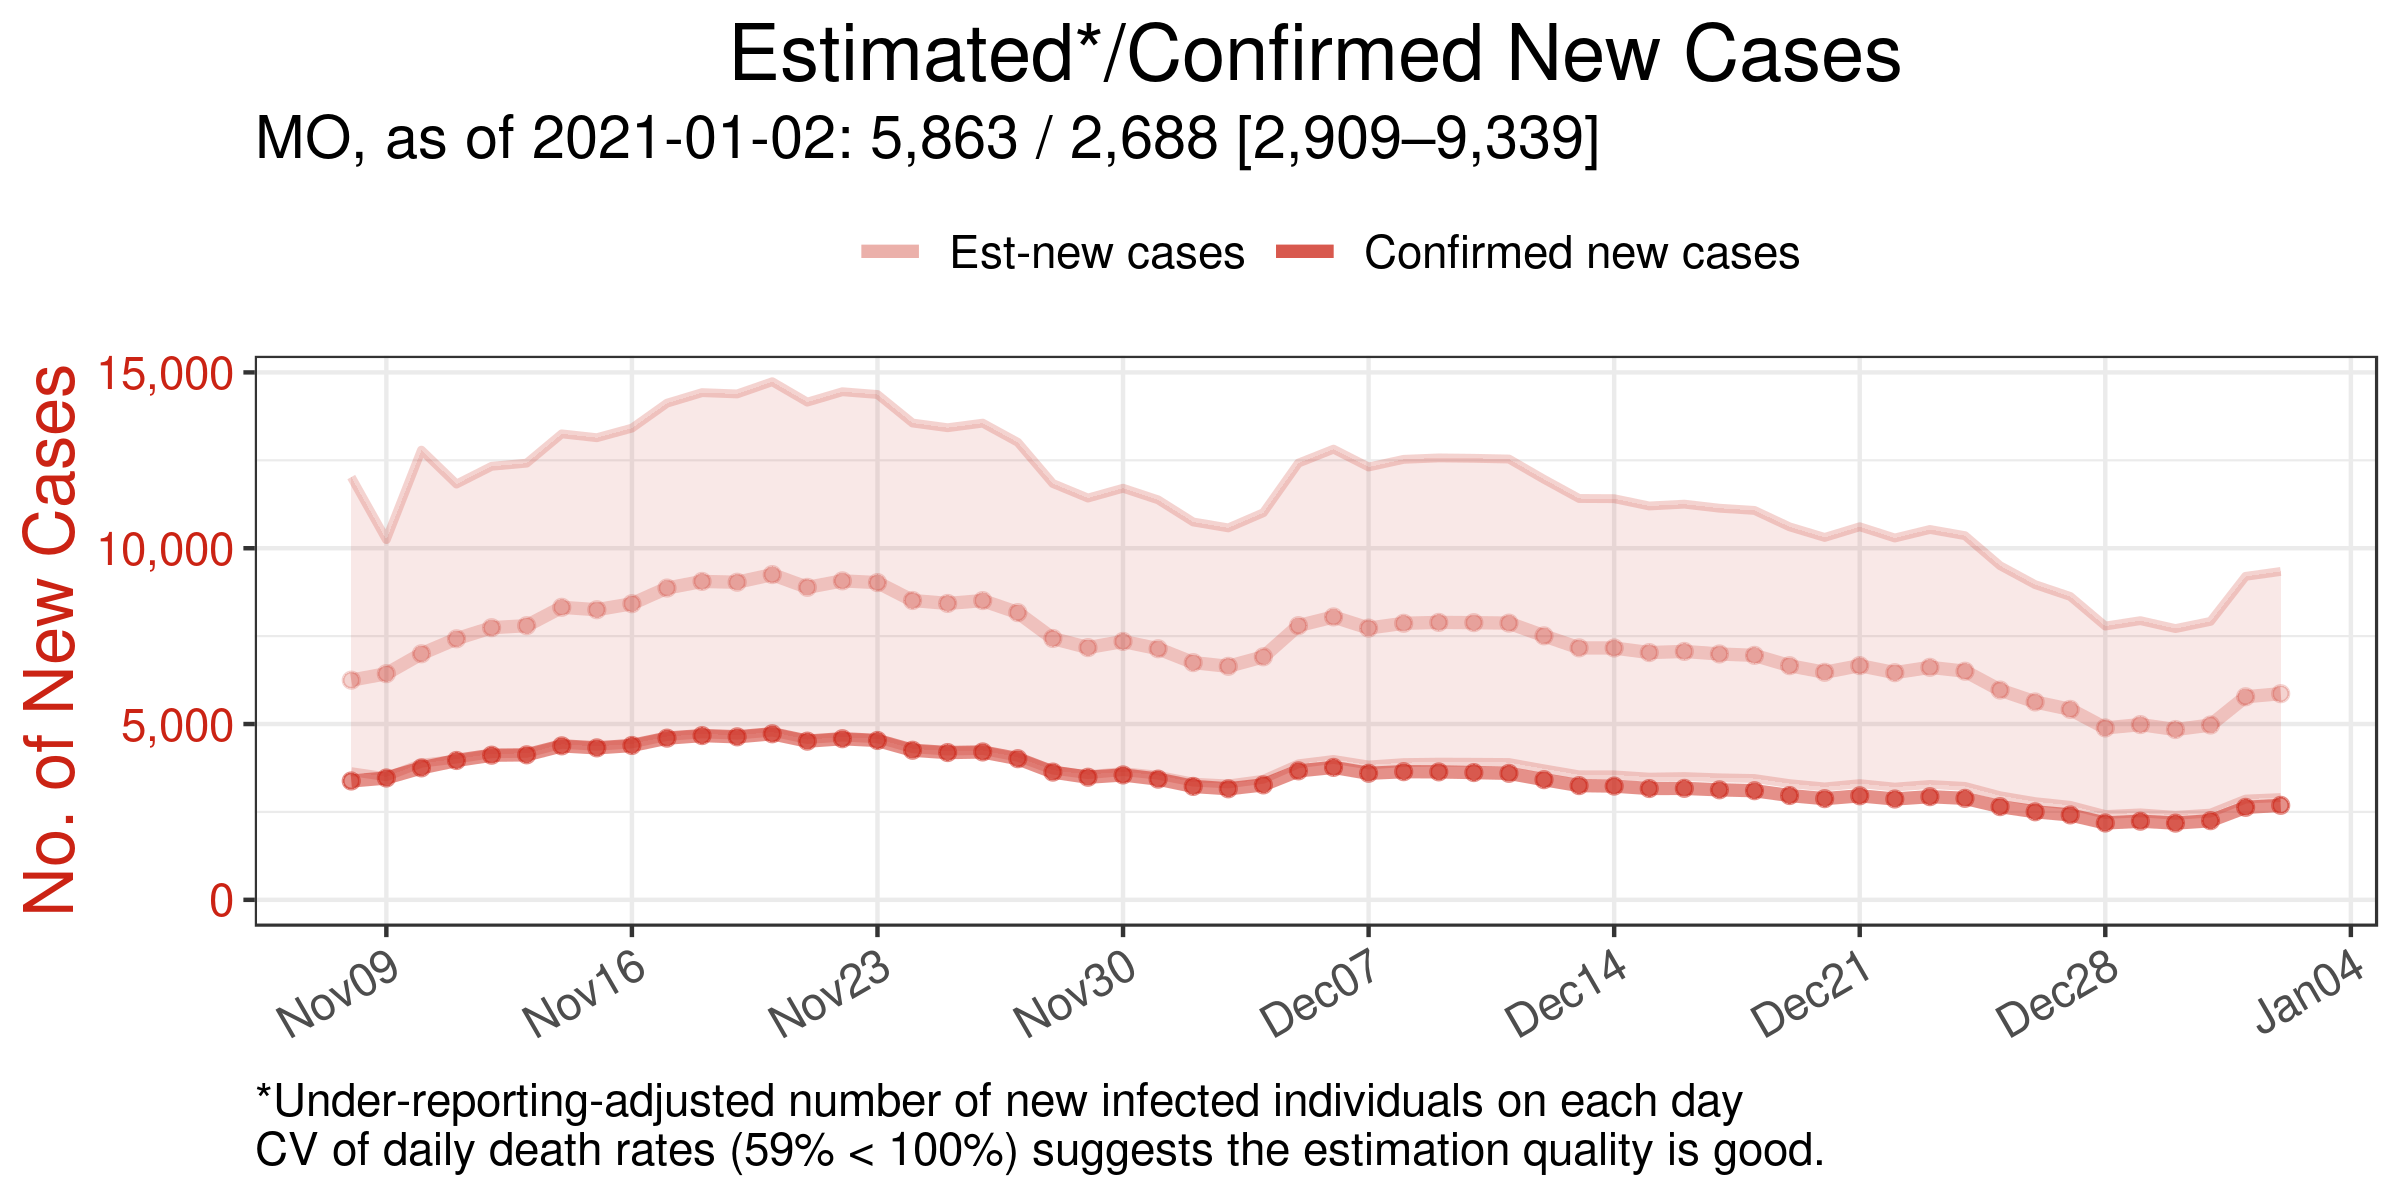 Estimated*/Confirmed New Cases
MO, as of 2021-01-02: 5,863 / 2,688 [2,909–9,339]
Est-new cases
Confirmed new cases
No. of New Cases
15,000
10,000
5,000
0
Nov09
Nov16
Nov23
Nov30
Dec07
Dec14
Dec21
Dec28
Jan04
*Under-reporting-adjusted number of new infected individuals on each day
CV of daily death rates (59% < 100%) suggests the estimation quality is good.